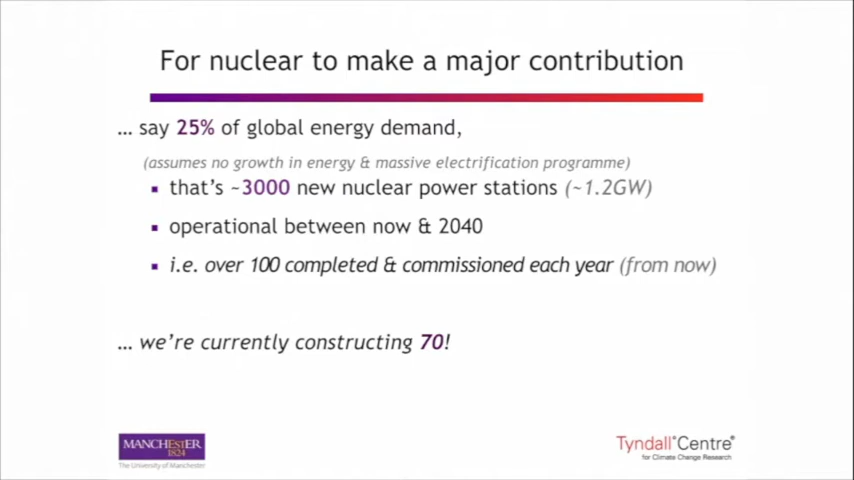 For nuclear to make a major contribution
... say 25% of global energy demand,
(assumes no growth in energy & massive electrification programme)
▪ that's ~3000 new nuclear power stations (~1.2GW)
▪ operational between now & 2040
▪ i.e. over 100 completed & commissioned each year (from now)
... we're currently constructing 70!
MANCHESTER
1824
The University of Manchester
Tyndall°Centre®
for Climate Change Research